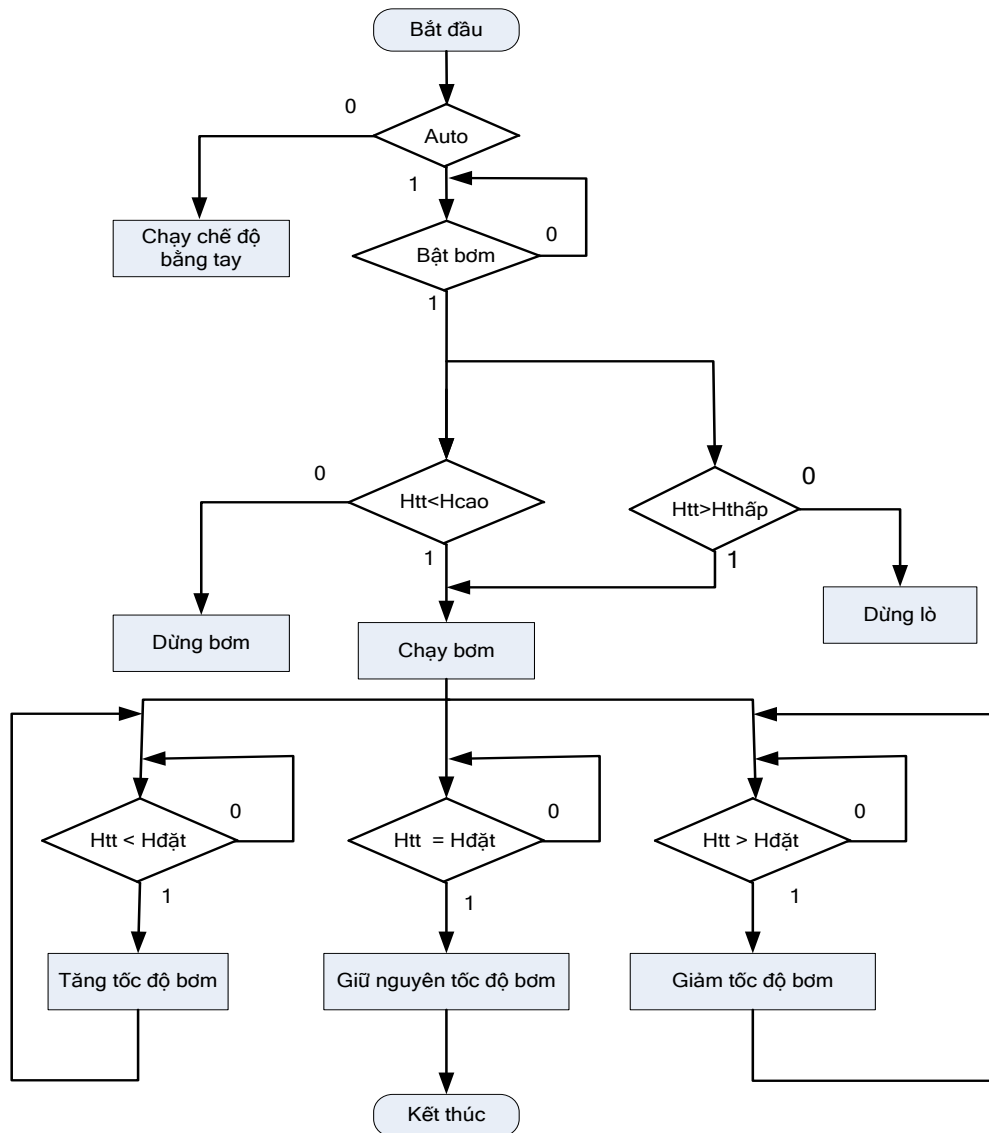 Bắt đầu
0
Auto
1
Chạy chế độ
bằng tay
Bật bơm
0
1
0
Htt<Hcao
1
0
Htt>Hthấp
1
Dừng bơm
Chạy bơm
Dừng lò
Htt < Hđặt
0
1
Htt = Hđặt
0
1
Htt > Hđặt
0
1
Tăng tốc độ bơm
Giữ nguyên tốc độ bơm
Giảm tốc độ bơm
Kết thúc